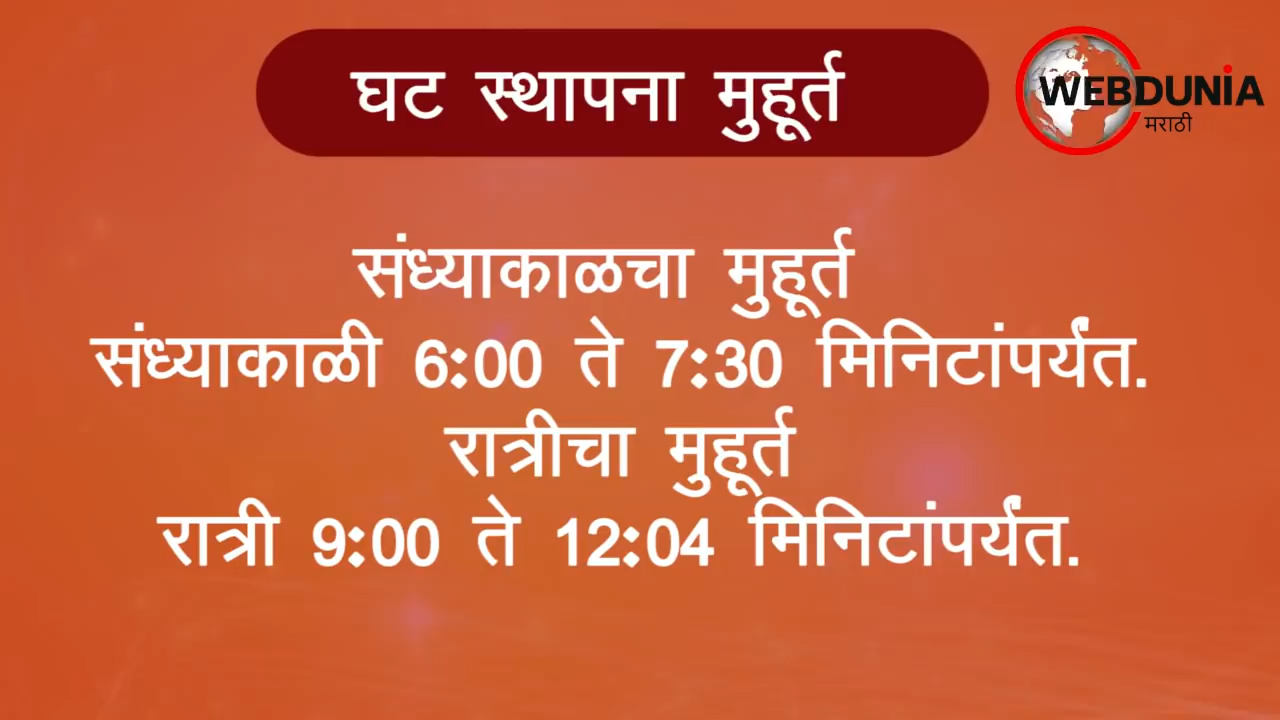 घट स्थापना मुहूर्त
WEBDUNIA
मराठी
संध्याकाळचा मुहूर्त
संध्याकाळी 6:00 ते 7:30 मिनिटांपर्यंत.
रात्रीचा मुहूर्त
रात्री 9:00 ते 12:04 मिनिटांपर्यंत.